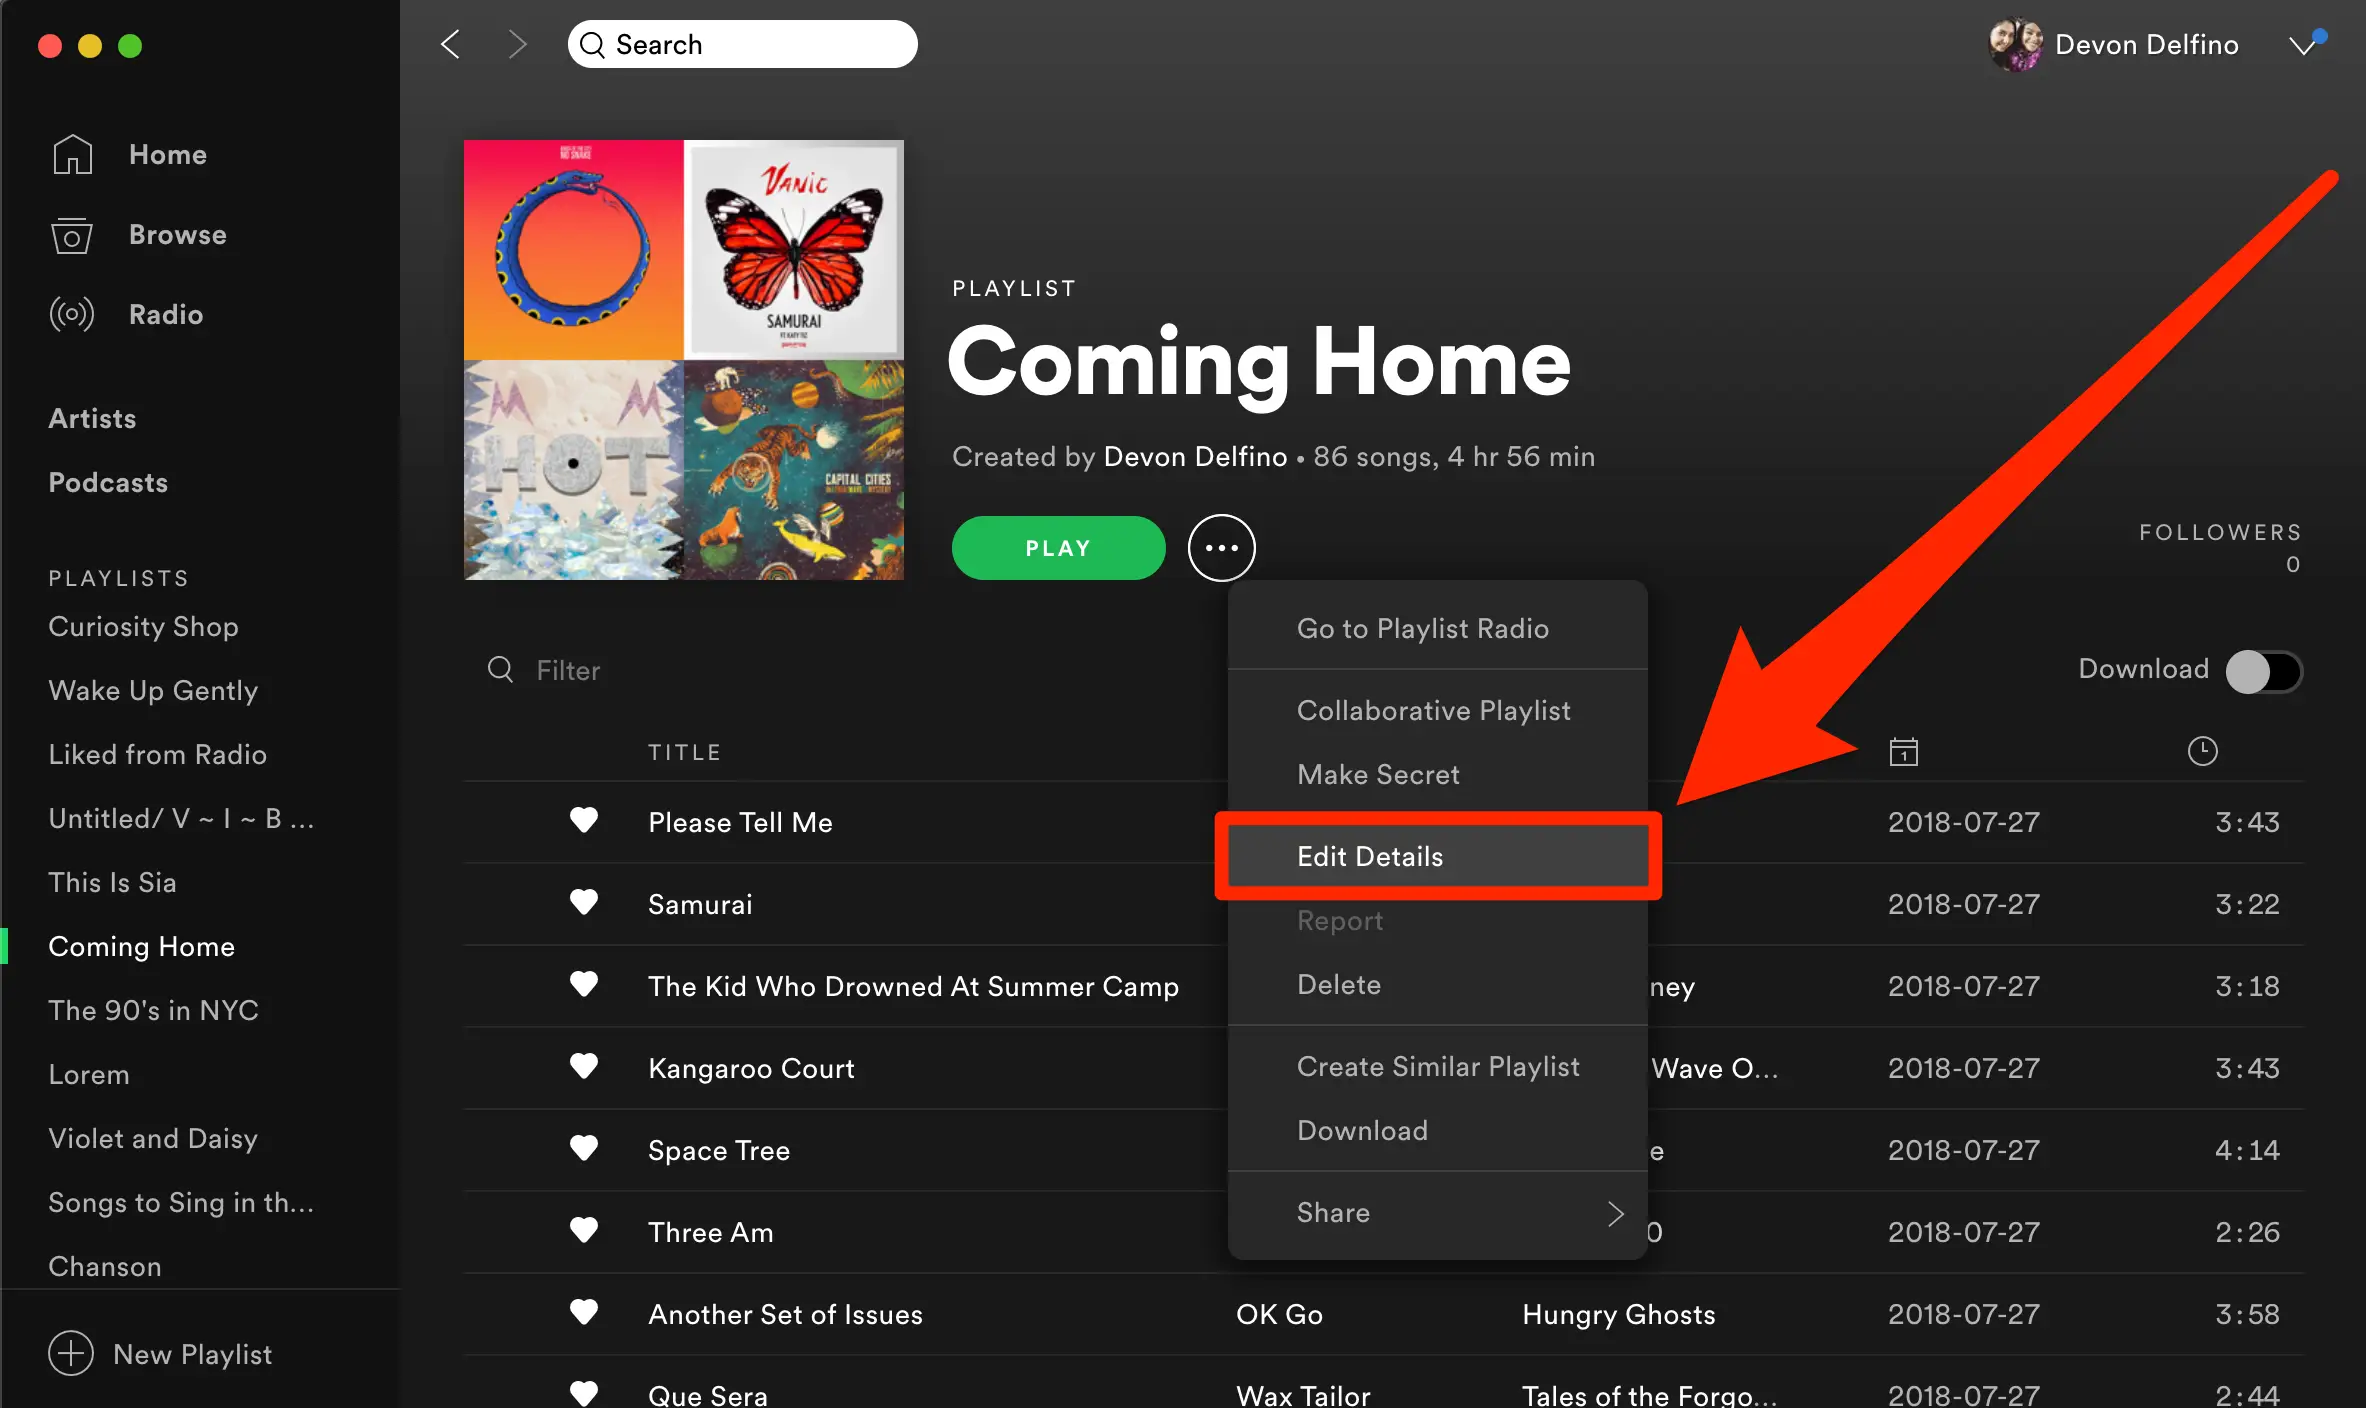 Search
Devon Delfino
Home
Browse
Radio
Artists
Podcasts
PLAYLISTS
Curiosity Shop
Wake Up Gently
Liked from Radio
Untitled/ V ~ I ~ B ...
This Is Sia
Coming Home
The 90's in NYC
Lorem
Violet and Daisy
Songs to Sing in th...
Chanson
New Playlist
NO SNAKE
VANIC
SAMURAI
HOT
CAPITAL CITIES
PLAYLIST
Coming Home
Created by Devon Delfino • 86 songs, 4 hr 56 min
PLAY
FOLLOWERS
0
Filter
Download
TITLE
1
Please Tell Me 2018-07-27 3:43
Samurai 2018-07-27 3:22
The Kid Who Drowned At Summer Camp ney 2018-07-27 3:18
Kangaroo Court Wave O... 2018-07-27 3:43
Space Tree e 2018-07-27 4:14
Three Am 2018-07-27 2:26
Another Set of Issues OK Go Hungry Ghosts 2018-07-27 3:58
Que Sera Wax Tailor Tales of the Forgo... 2018-07-27 2:44
Go to Playlist Radio
Collaborative Playlist
Make Secret
Edit Details
Report
Delete
Create Similar Playlist
Download
Share